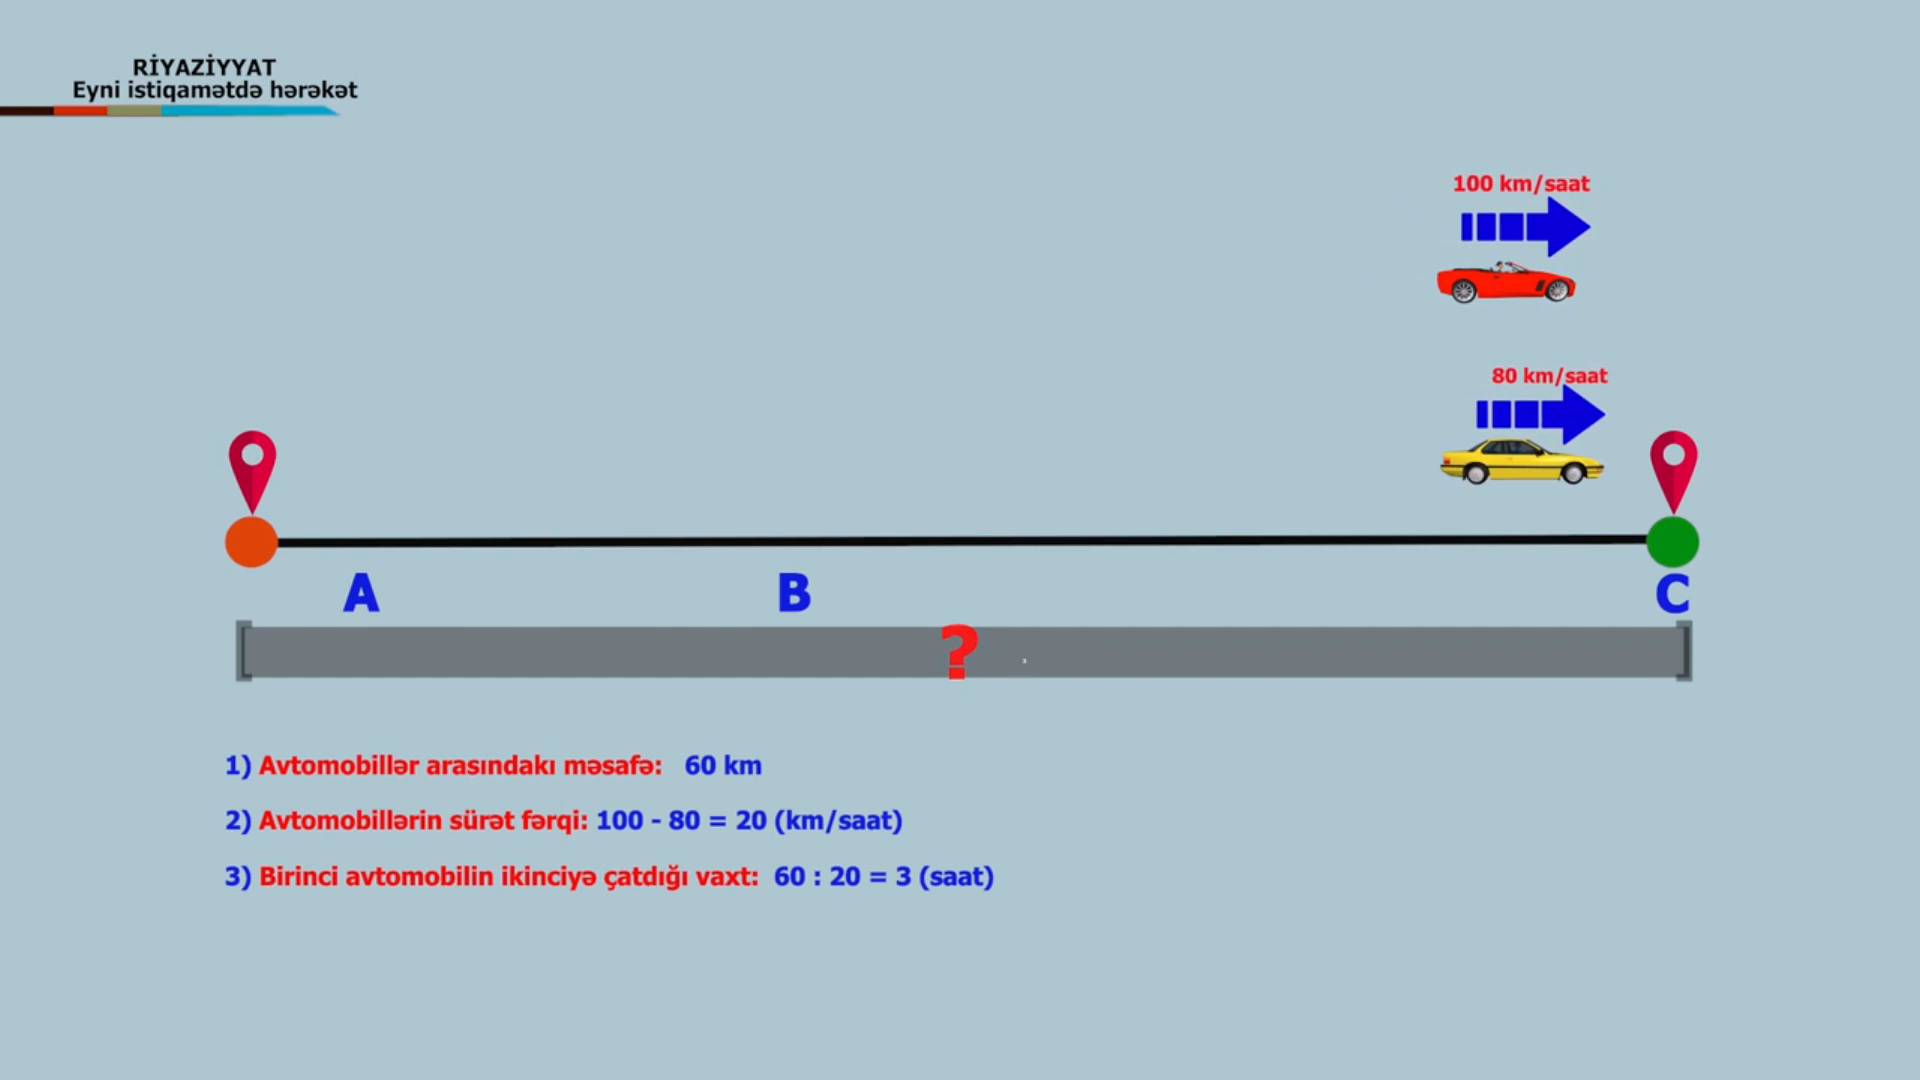 RİYAZİYYAT
Eyni istiqamətdə hərəkət
100 km/saat
80 km/saat
A B C
?
1) Avtomobillər arasındakı məsafə: 60 km
2) Avtomobillərin sürət fərqi: 100 - 80 = 20 (km/saat)
3) Birinci avtomobilin ikinciyə çatdığı vaxt: 60 : 20 = 3 (saat)